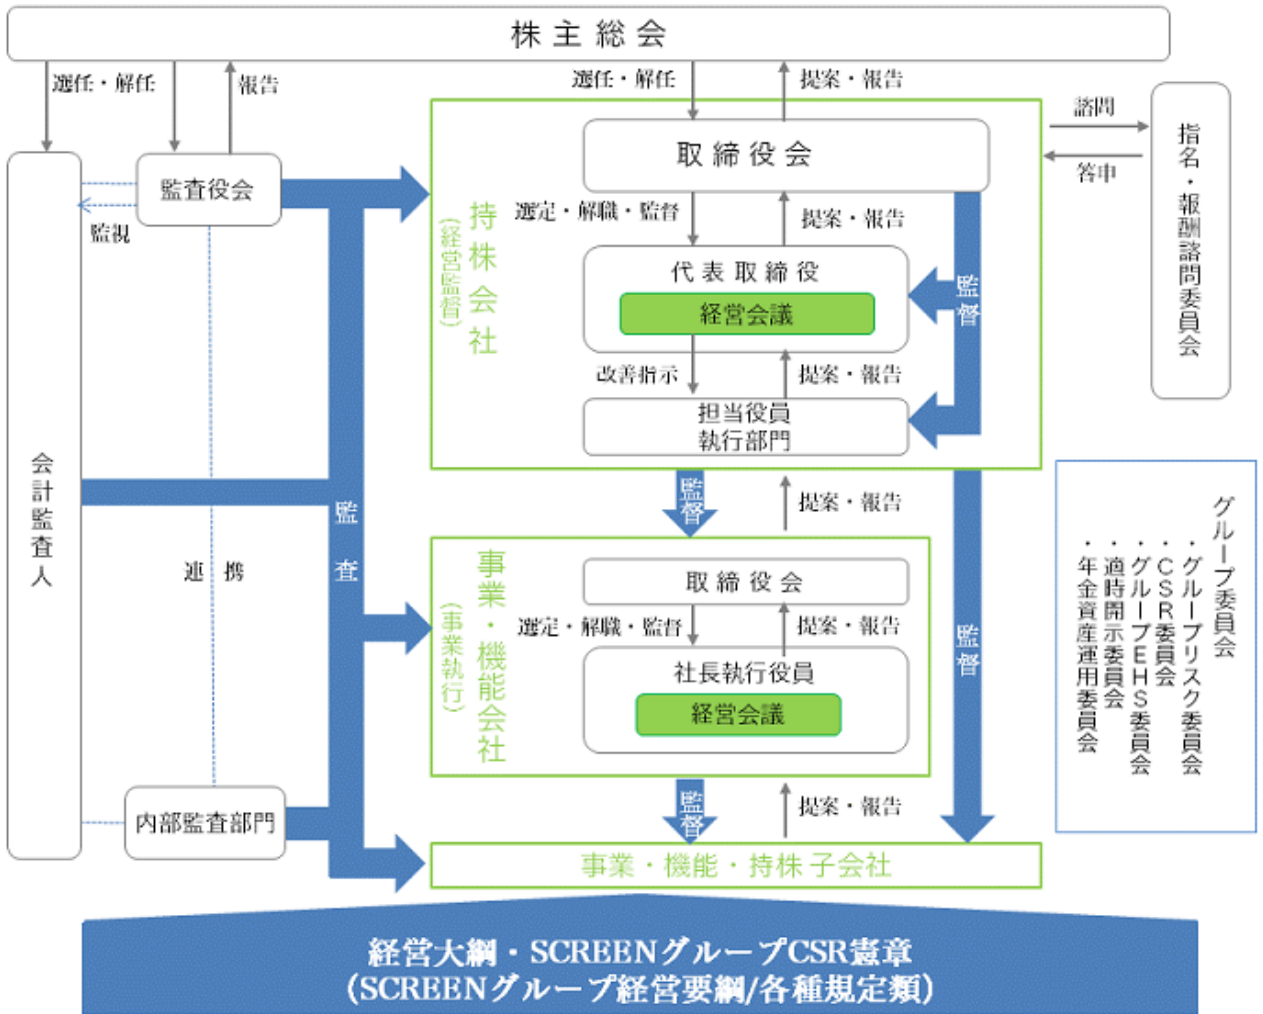 株主総会
選任・解任
報告
選任・解任
提案・報告
諮問
答申
指名・報酬諮問委員会
会計監査人
監査役会
監視
持株会社
(経営監督)
取締役会
選定・解職・監督
提案・報告
代表取締役
経営会議
監督
改善指示
提案・報告
担当役員
執行部門
監督
提案・報告
監査
連携
事業・機能会社
(事業執行)
取締役会
選定・解職・監督
提案・報告
社長執行役員
経営会議
監督
グループ委員会
・グループリスク委員会
・CSR委員会
・グループEHS委員会
・適時開示委員会
・年金資産運用委員会
内部監査部門
監督
提案・報告
事業・機能・持株 子会社
経営大綱・SCREENグループCSR憲章
(SCREENグループ経営要綱/各種規定類)